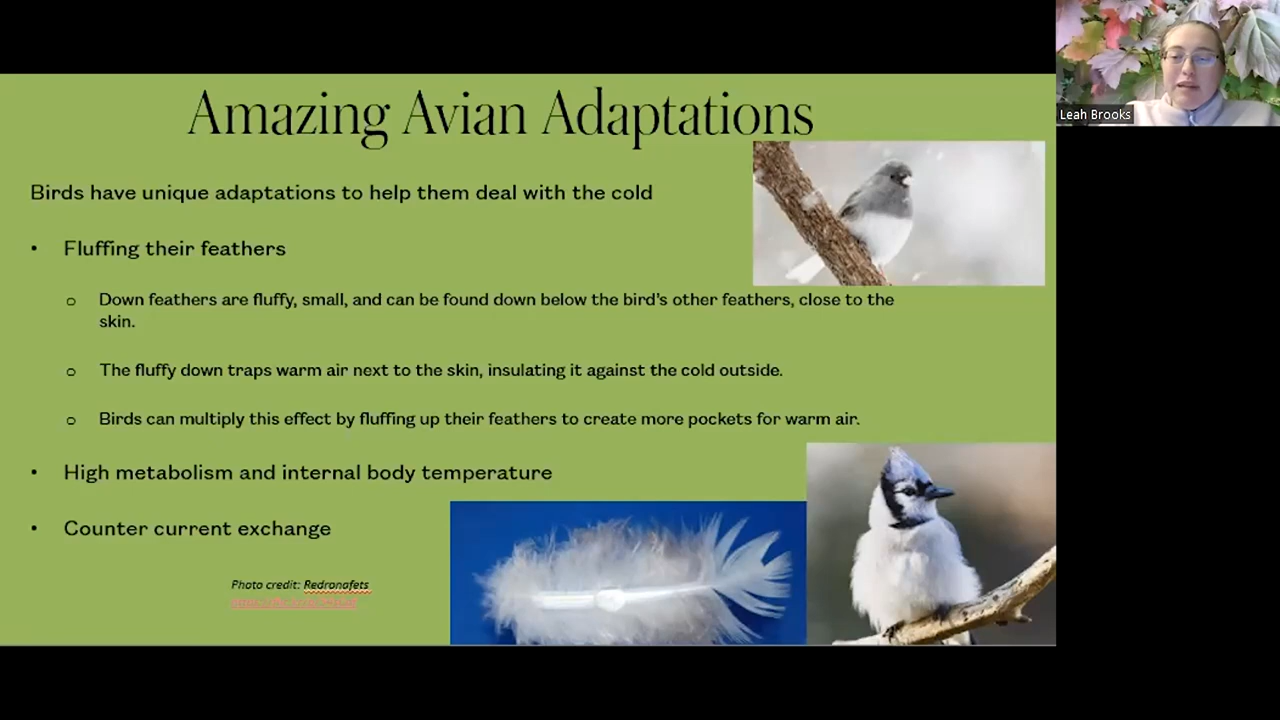 Amazing Avian Adaptations
Leah Brooks
Birds have unique adaptations to help them deal with the cold
• Fluffing their feathers
o Down feathers are fluffy, small, and can be found down below the bird's other feathers, close to the
skin.
o The fluffy down traps warm air next to the skin, insulating it against the cold outside.
o Birds can multiply this effect by fluffing up their feathers to create more pockets for warm air.
• High metabolism and internal body temperature
• Counter current exchange
Photo credit: Redronafets